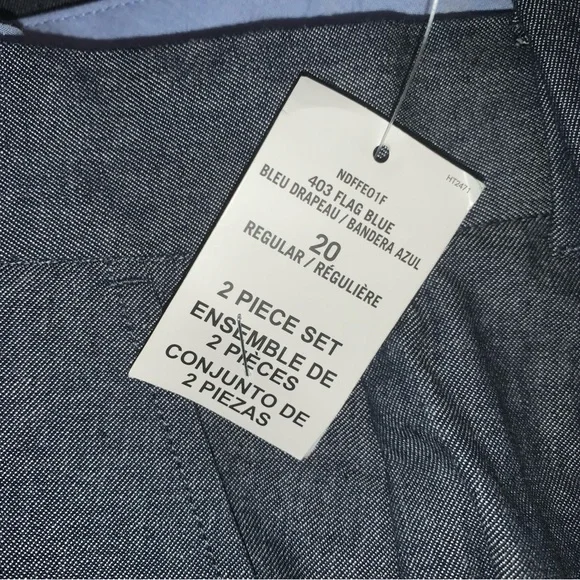 HT2471
NDFFE01F
403 FLAG BLUE
BLEU DRAPEAU / BANDERA AZUL
20
REGULAR / RÉGULIÈRE
2 PIECE SET
ENSEMBLE DE
2 PIÈCES
CONJUNTO DE
2 PIEZAS